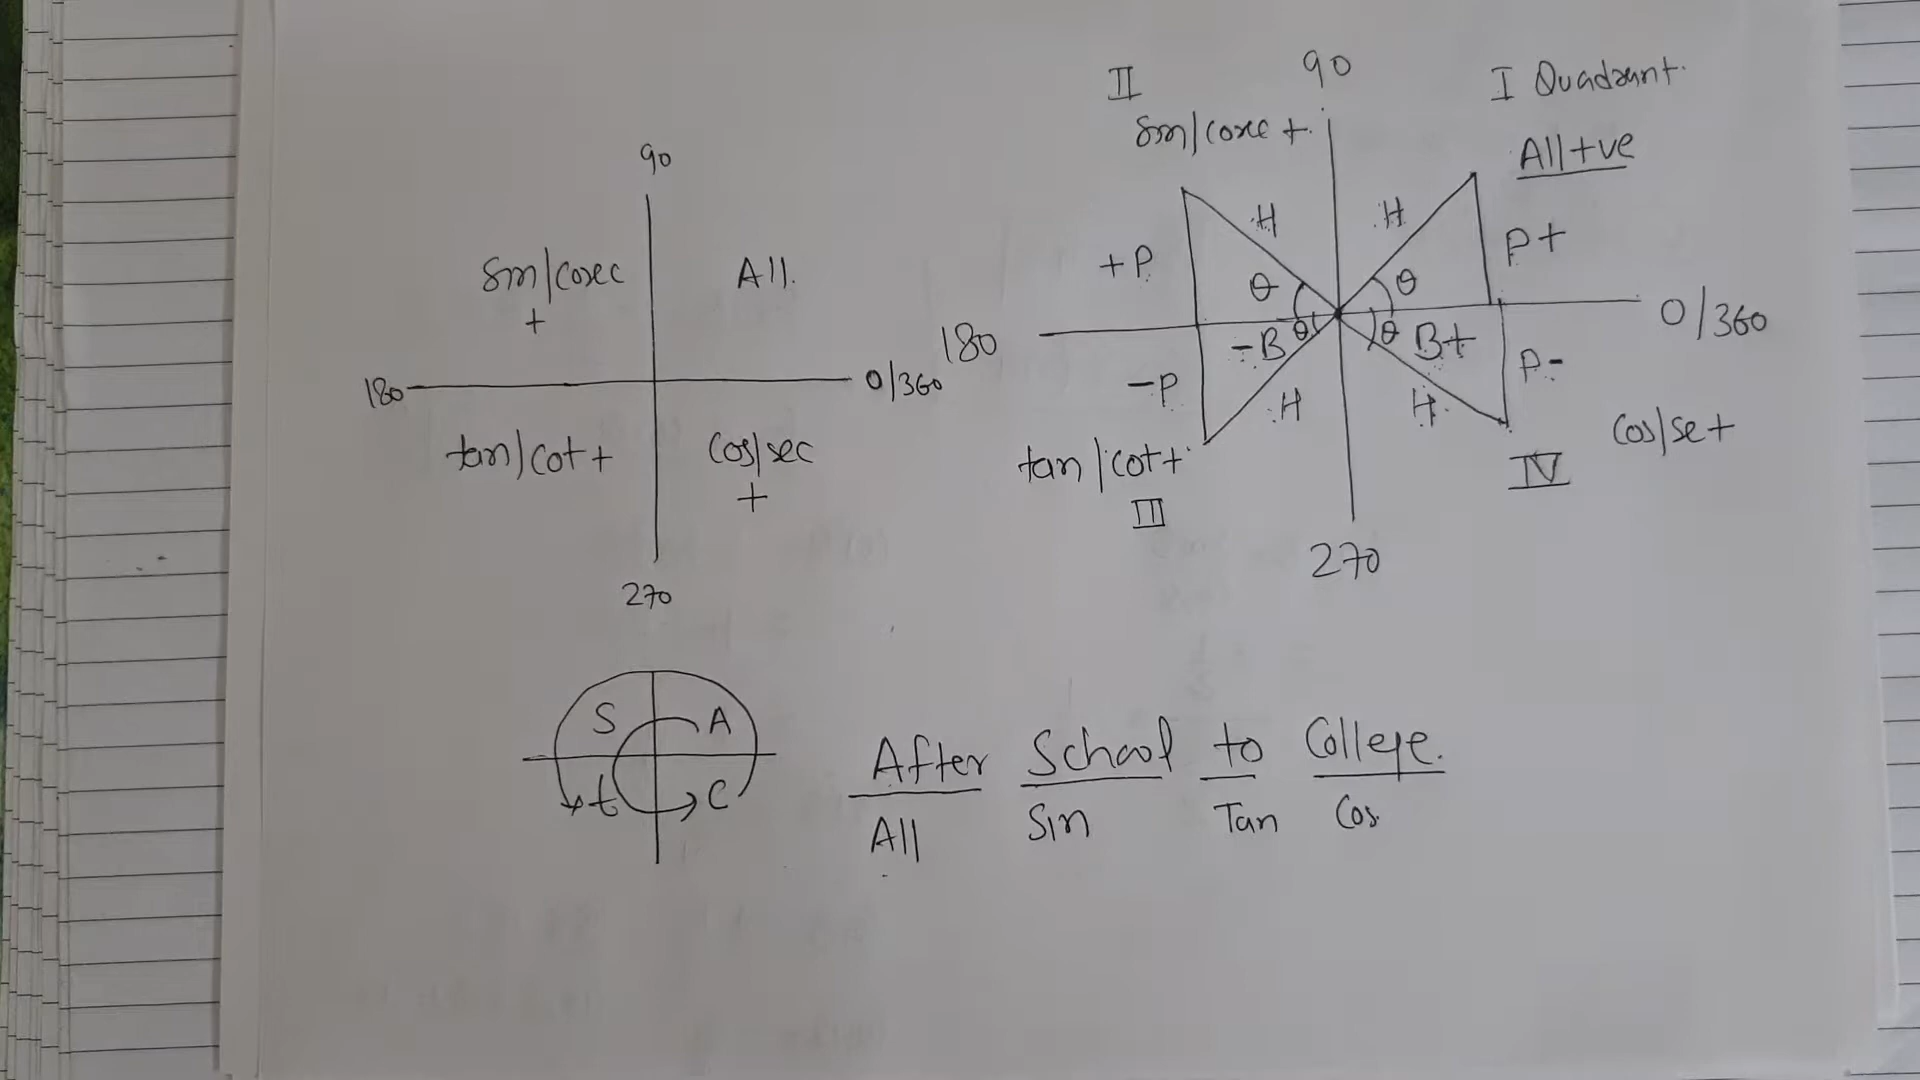 90
sin/cosec
+
All.
180
0/360
tan/cot +
cos/sec
+
270
II
sin/cosec +.
90
I Quadrant.
All +ve
+P
H
H
P+
θ
θ
180
-B
θ
θ
B+
0/360
-P
H
H
P-
tan/cot +
III
IV
cos/se +
270
S
A
t
C
After School to College.
All Sin Tan Cos